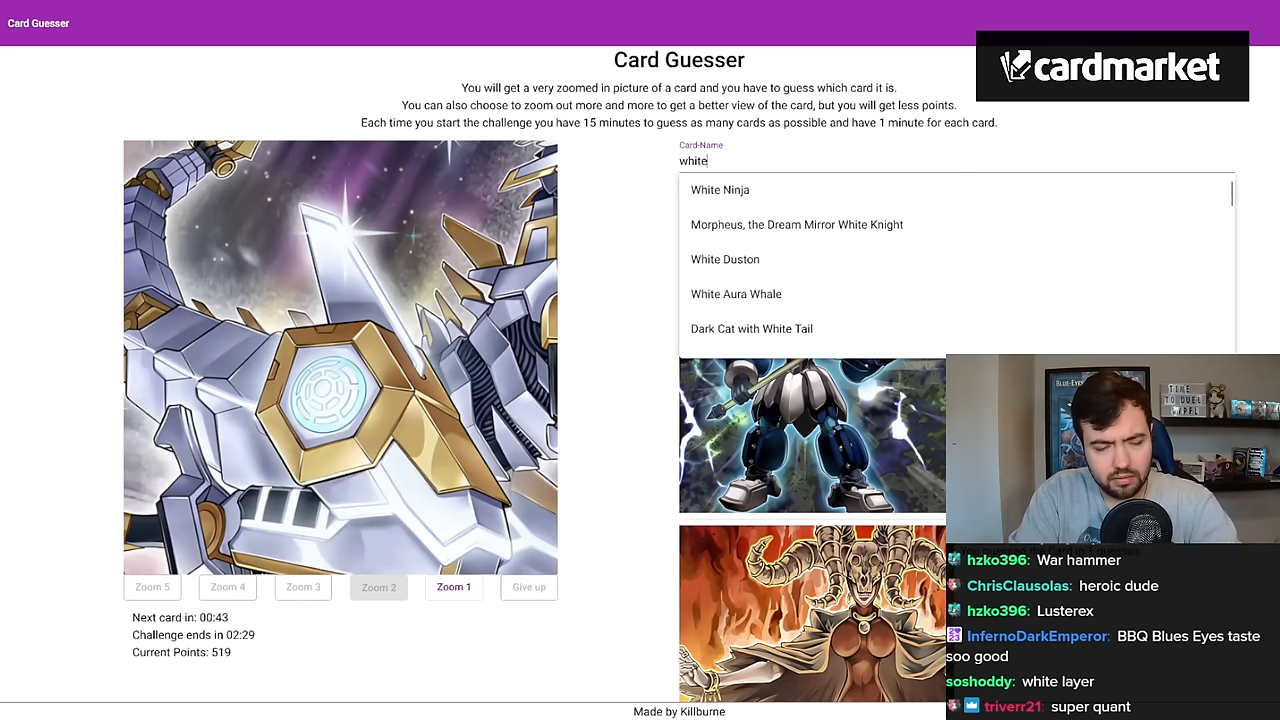 Card Guesser
cardmarket
Card Guesser
You will get a very zoomed in picture of a card and you have to guess which card it is.
You can also choose to zoom out more and more to get a better view of the card, but you will get less points.
Each time you start the challenge you have 15 minutes to guess as many cards as possible and have 1 minute for each card.
Card-Name
white
White Ninja
Morpheus, the Dream Mirror White Knight
White Duston
White Aura Whale
Dark Cat with White Tail
BLUE-EYES
TIME
TO DUEL
Zoom 5
Zoom 4
Zoom 3
Zoom 2
Zoom 1
Give up
Next card in: 00:43
Challenge ends in 02:29
Current Points: 519
hzko396: War hammer
ChrisClausolas: heroic dude
hzko396: Lusterex
InfernoDarkEmperor: BBQ Blues Eyes taste
soo good
soshoddy: white layer
triverr21: super quant
Made by Killburne